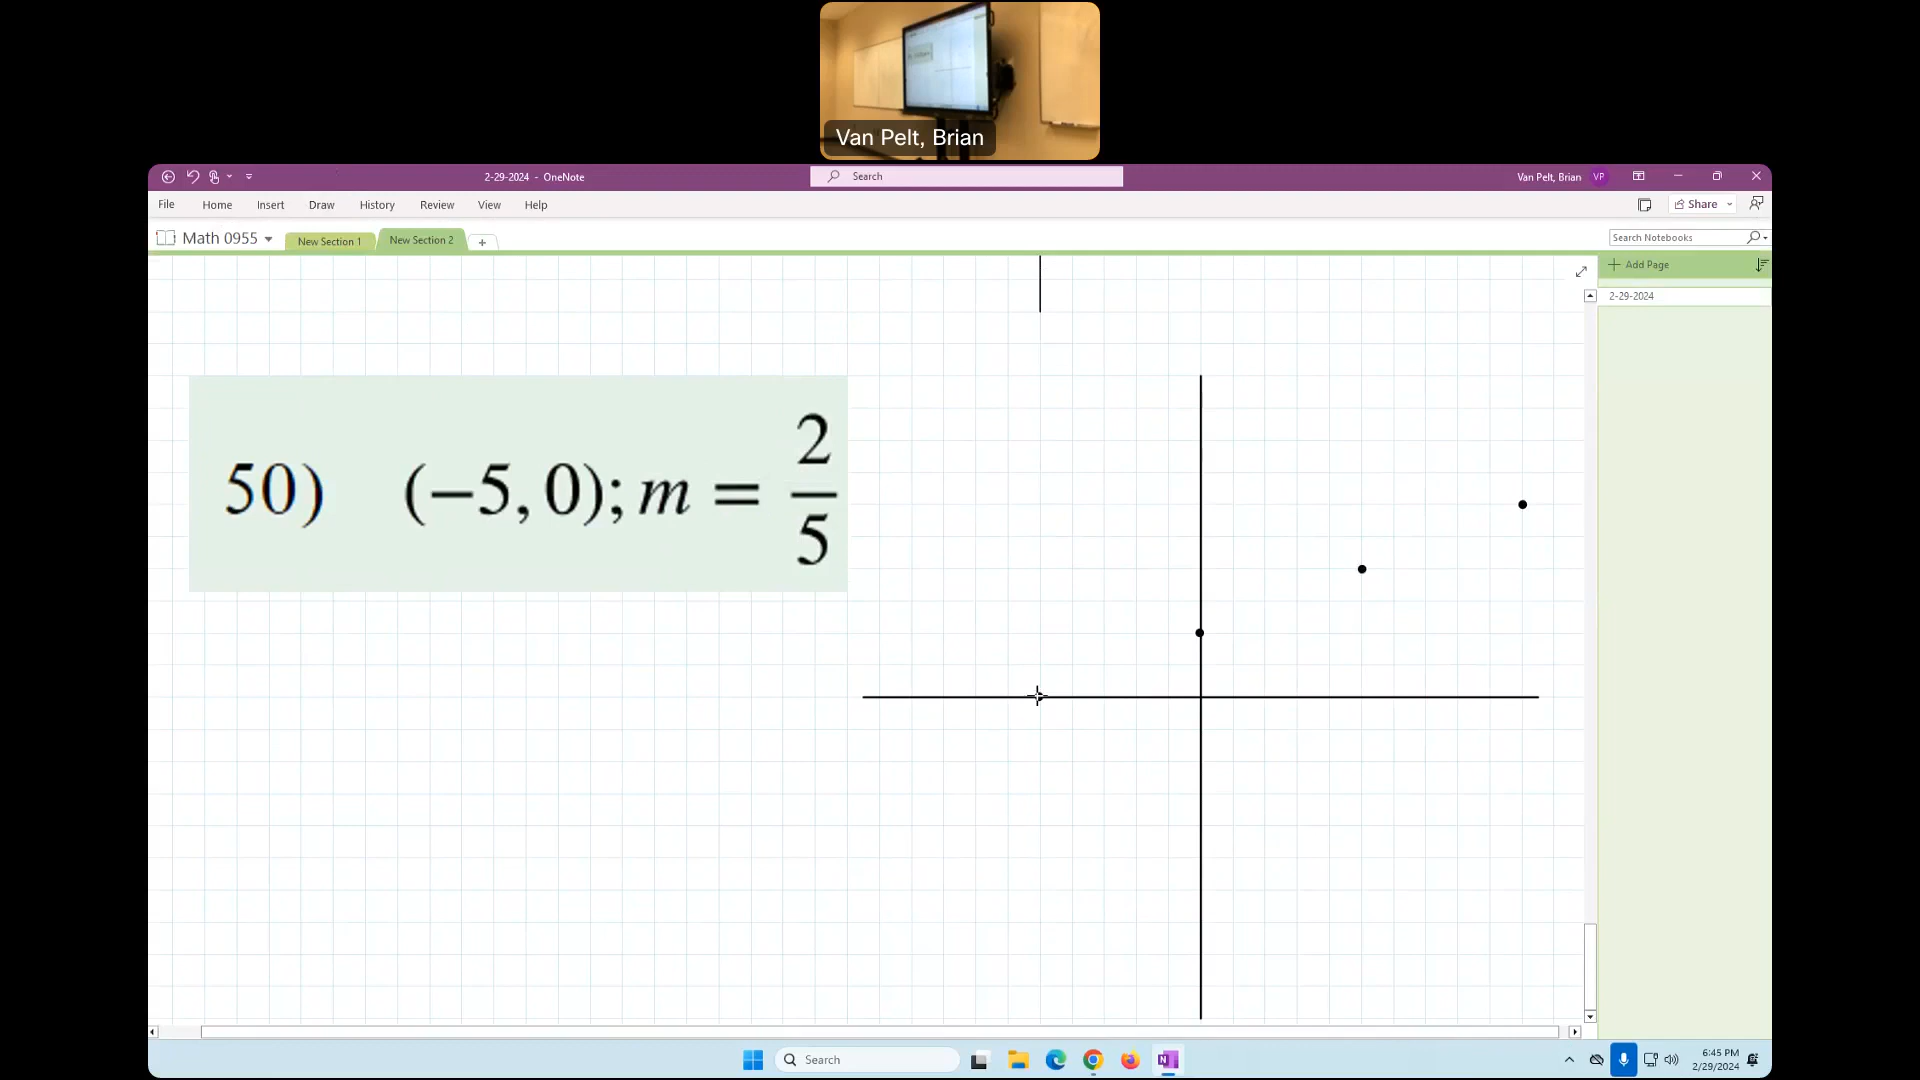 Van Pelt, Brian
2-29-2024 - OneNote
Search
Van Pelt, Brian
VP
File
Home
Insert
Draw
History
Review
View
Help
Share
Math 0955
New Section 1
New Section 2
Search Notebooks
Add Page
2-29-2024
50) (−5, 0); m = 2/5
Search
6:45 PM
2/29/2024